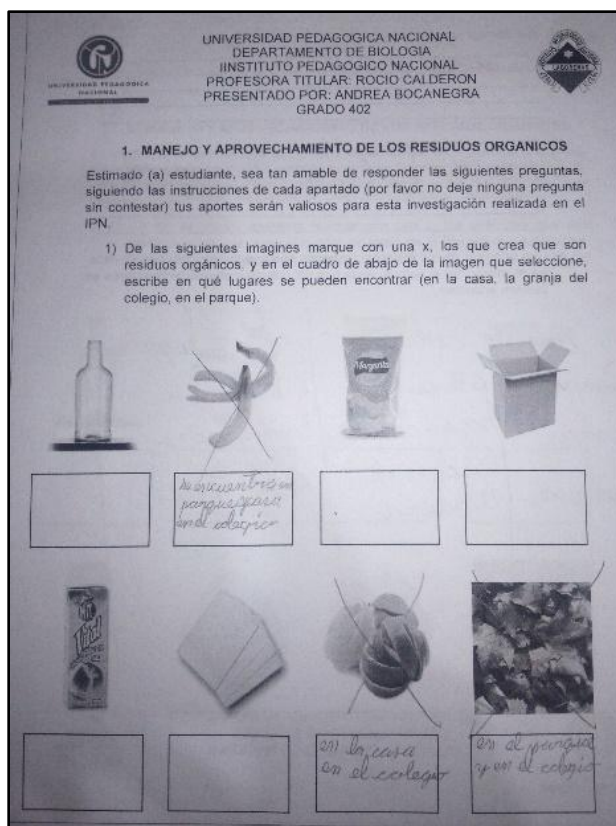 UNIVERSIDAD PEDAGOGICA NACIONAL
DEPARTAMENTO DE BIOLOGIA
IINSTITUTO PEDAGOGICO NACIONAL
PROFESORA TITULAR: ROCIO CALDERON
PRESENTADO POR: ANDREA BOCANEGRA
GRADO 402
UNIVERSIDAD PEDAGOGICA
NACIONAL
1. MANEJO Y APROVECHAMIENTO DE LOS RESIDUOS ORGANICOS
Estimado (a) estudiante, sea tan amable de responder las siguientes preguntas,
siguiendo las instrucciones de cada apartado (por favor no deje ninguna pregunta
sin contestar) tus aportes serán valiosos para esta investigación realizada en el
IPN.
1) De las siguientes imagines marque con una x, los que crea que son
residuos orgánicos, y en el cuadro de abajo de la imagen que seleccione,
escribe en qué lugares se pueden encontrar (en la casa, la granja del
colegio, en el parque).
Margarita
se encuentra en
parque casa
en el colegio
en la casa
en el colegio
en el parque
y en el colegio